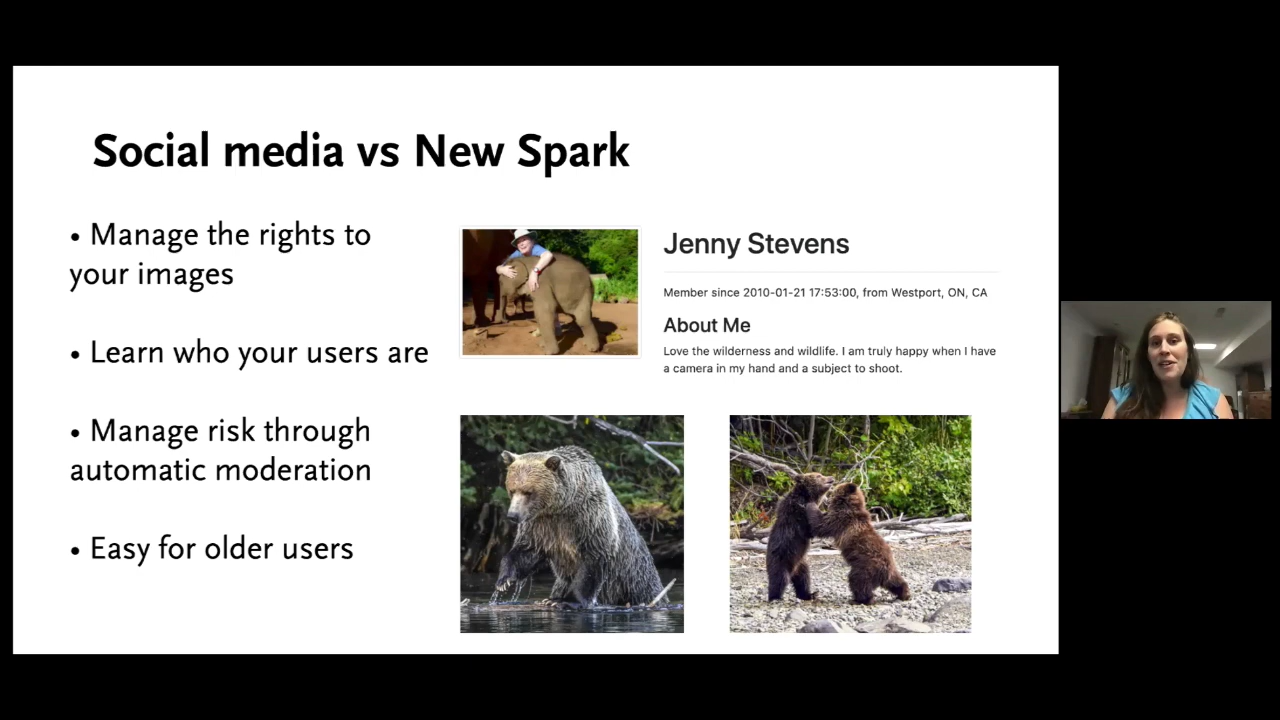 Social media vs New Spark
• Manage the rights to
your images
• Learn who your users are
• Manage risk through
automatic moderation
• Easy for older users
Jenny Stevens
Member since 2010-01-21 17:53:00, from Westport, ON, CA
About Me
Love the wilderness and wildlife. I am truly happy when I have
a camera in my hand and a subject to shoot.